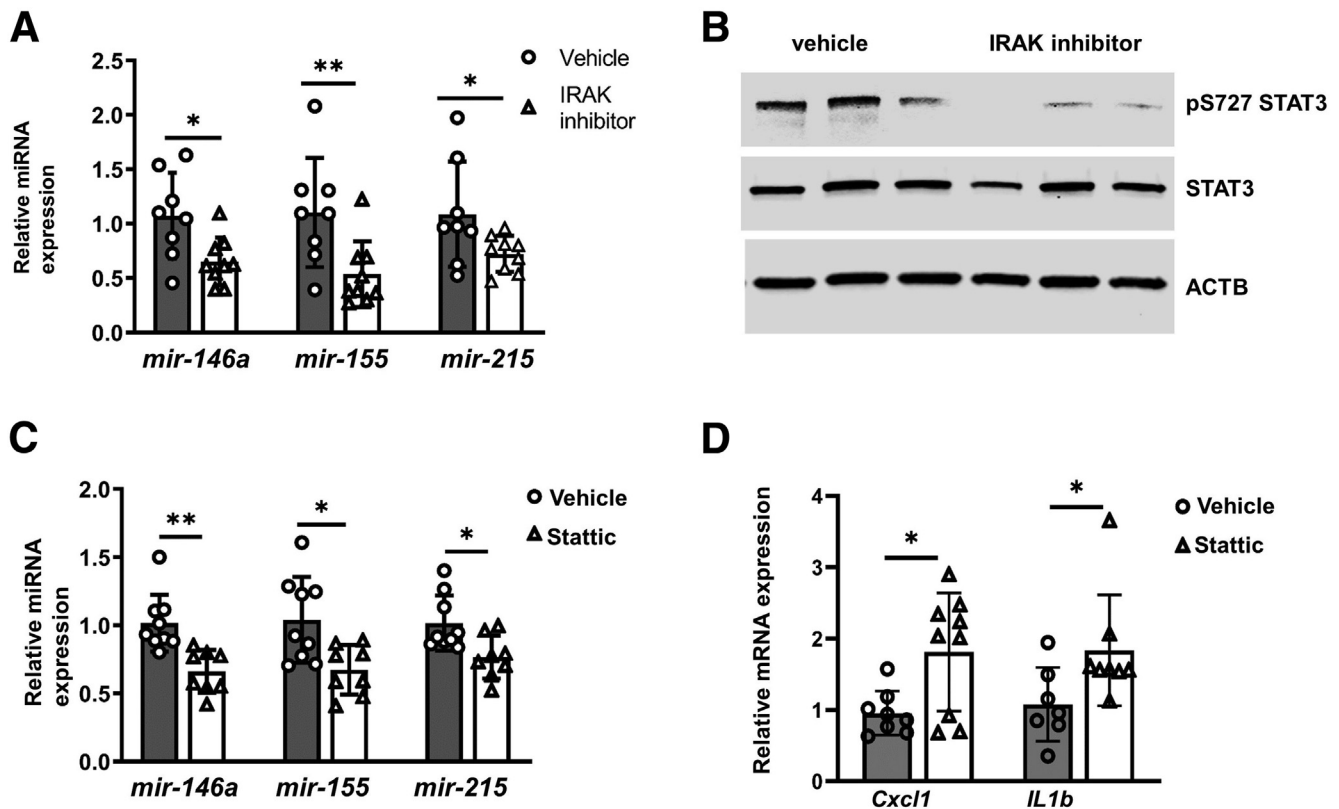 A
Vehicle
IRAK
inhibitor
Relative miRNA
expression
2.5
2.0
1.5
1.0
0.5
0.0
*
**
*
mir-146a
mir-155
mir-215
B
vehicle
IRAK inhibitor
pS727 STAT3
STAT3
ACTB
C
Vehicle
Stattic
Relative miRNA
expression
2.0
1.5
1.0
0.5
0.0
**
*
*
mir-146a
mir-155
mir-215
D
Vehicle
Stattic
Relative mRNA expression
4
3
2
1
0
*
*
Cxcl1
IL1b